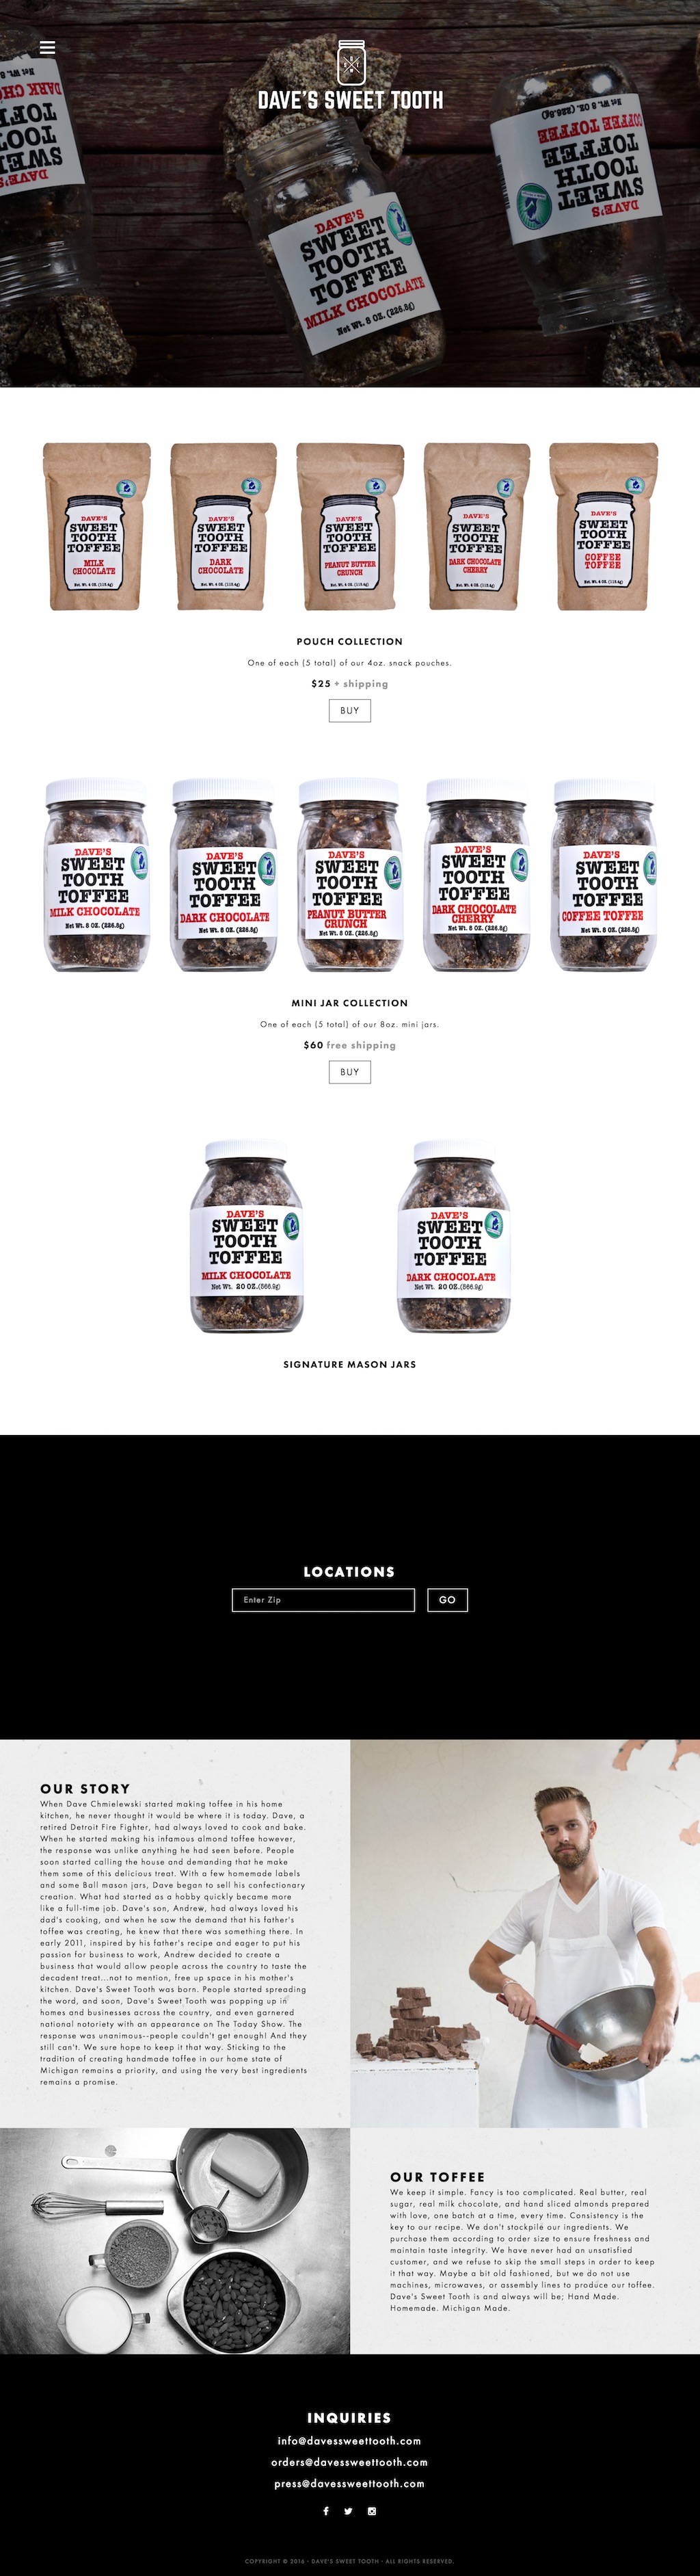 DAVE'S SWEET TOOTH
DAVE'S
SWEET
TOOTH
TOFFEE
MILK CHOCOLATE
Net Wt. 8 OZ. (226.8g)
DAVE'S
SWEET
TOOTH
TOFFEE
COFFEE TOFFEE
Net Wt. 8 OZ. (226.8g)
DAVE'S
SWEET
TOOTH
TOFFEE
MILK
CHOCOLATE
Net Wt. 4 OZ. (113.4g)
DAVE'S
SWEET
TOOTH
TOFFEE
DARK
CHOCOLATE
Net Wt. 4 OZ. (113.4g)
DAVE'S
SWEET
TOOTH
TOFFEE
PEANUT BUTTER
CRUNCH
Net Wt. 4 OZ. (113.4g)
DAVE'S
SWEET
TOOTH
TOFFEE
DARK CHOCOLATE
CHERRY
Net Wt. 4 OZ. (113.4g)
DAVE'S
SWEET
TOOTH
TOFFEE
COFFEE
TOFFEE
Net Wt. 4 OZ. (113.4g)
POUCH COLLECTION
One of each (5 total) of our 4oz. snack pouches.
$25 + shipping
BUY
DAVE'S
SWEET
TOOTH
TOFFEE
MILK CHOCOLATE
Net Wt. 8 OZ. (226.8g)
DAVE'S
SWEET
TOOTH
TOFFEE
DARK CHOCOLATE
Net Wt. 8 OZ. (226.8g)
DAVE'S
SWEET
TOOTH
TOFFEE
PEANUT BUTTER
CRUNCH
Net Wt. 8 OZ. (226.8g)
DAVE'S
SWEET
TOOTH
TOFFEE
DARK CHOCOLATE
CHERRY
Net Wt. 8 OZ. (226.8g)
DAVE'S
SWEET
TOOTH
TOFFEE
COFFEE TOFFEE
Net Wt. 8 OZ. (226.8g)
MINI JAR COLLECTION
One of each (5 total) of our 8oz. mini jars.
$60 free shipping
BUY
DAVE'S
SWEET
TOOTH
TOFFEE
MILK CHOCOLATE
Net Wt. 20 OZ.(566.9g)
DAVE'S
SWEET
TOOTH
TOFFEE
DARK CHOCOLATE
Net Wt. 20 OZ.(566.9g)
SIGNATURE MASON JARS
LOCATIONS
Enter Zip
GO
OUR STORY
When Dave Chmielewski started making toffee in his home
kitchen, he never thought it would be where it is today. Dave, a
retired Detroit Fire Fighter, had always loved to cook and bake.
When he started making his infamous almond toffee however,
the response was unlike anything he had seen before. People
soon started calling the house and demanding that he make
them some of this delicious treat. With a few homemade labels
and some Ball mason jars, Dave began to sell his confectionary
creation. What had started as a hobby quickly became more
like a full-time job. Dave's son, Andrew, had always loved his
dad's cooking, and when he saw the demand that his father's
toffee was creating, he knew that there was something there. In
early 2011, inspired by his father's recipe and eager to put his
passion for business to work, Andrew decided to create a
business that would allow people across the country to taste the
decadent treat...not to mention, free up space in his mother's
kitchen. Dave's Sweet Tooth was born. People started spreading
the word, and soon, Dave's Sweet Tooth was popping up in
homes and businesses across the country, and even garnered
national notoriety with an appearance on The Today Show. The
response was unanimous--people couldn't get enough! And they
still can't. We sure hope to keep it that way. Sticking to the
tradition of creating handmade toffee in our home state of
Michigan remains a priority, and using the very best ingredients
remains a promise.
OUR TOFFEE
We keep it simple. Fancy is too complicated. Real butter, real
sugar, real milk chocolate, and hand sliced almonds prepared
with love, one batch at a time, every time. Consistency is the
key to our recipe. We don't stockpile our ingredients. We
purchase them according to order size to ensure freshness and
maintain taste integrity. We have never had an unsatisfied
customer, and we refuse to skip the small steps in order to keep
it that way. Maybe a bit old fashioned, but we do not use
machines, microwaves, or assembly lines to produce our toffee.
Dave's Sweet Tooth is and always will be; Hand Made.
Homemade. Michigan Made.
INQUIRIES
info@davessweettooth.com
orders@davessweettooth.com
press@davessweettooth.com
COPYRIGHT © 2016 - DAVE'S SWEET TOOTH - ALL RIGHTS RESERVED.